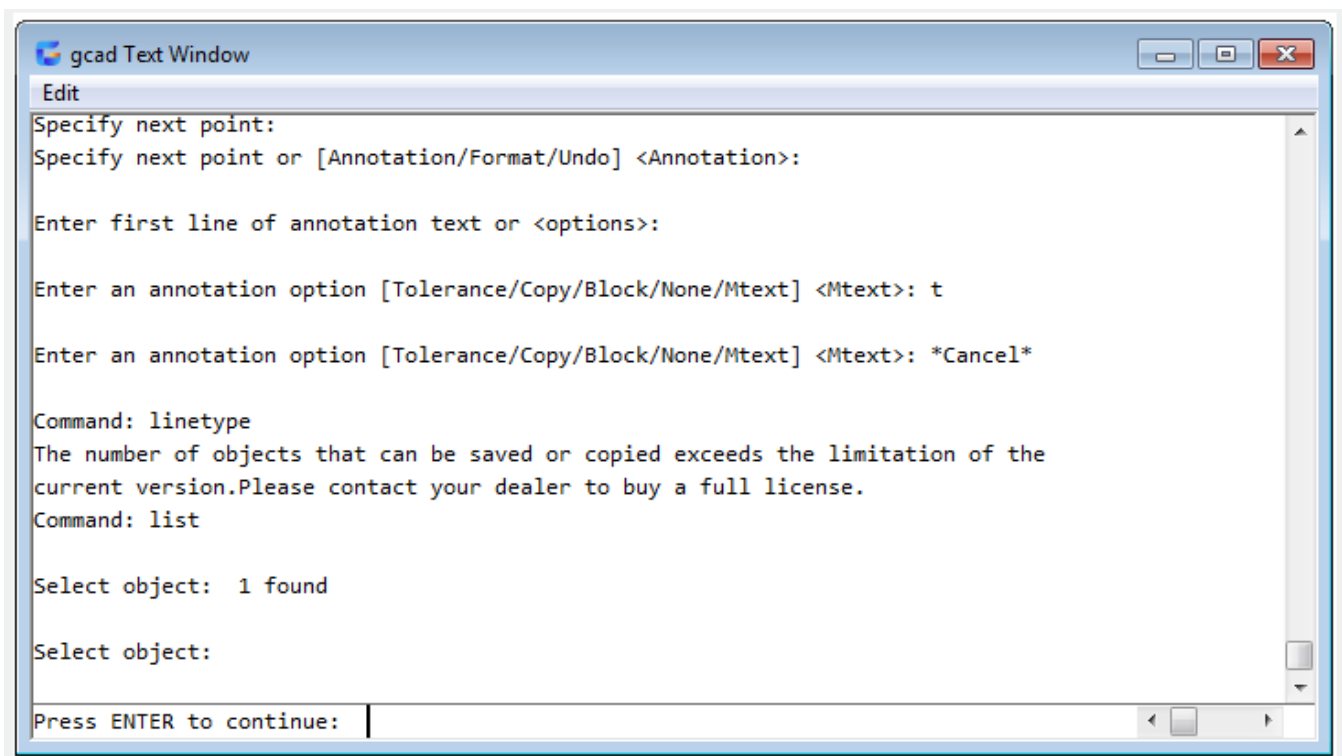 gcad Text Window
Edit
Specify next point:
Specify next point or [Annotation/Format/Undo] <Annotation>:
Enter first line of annotation text or <options>:
Enter an annotation option [Tolerance/Copy/Block/None/Mtext] <Mtext>: t
Enter an annotation option [Tolerance/Copy/Block/None/Mtext] <Mtext>: *Cancel*
Command: linetype
The number of objects that can be saved or copied exceeds the limitation of the
current version.Please contact your dealer to buy a full license.
Command: list
Select object:  1 found
Select object:
Press ENTER to continue: